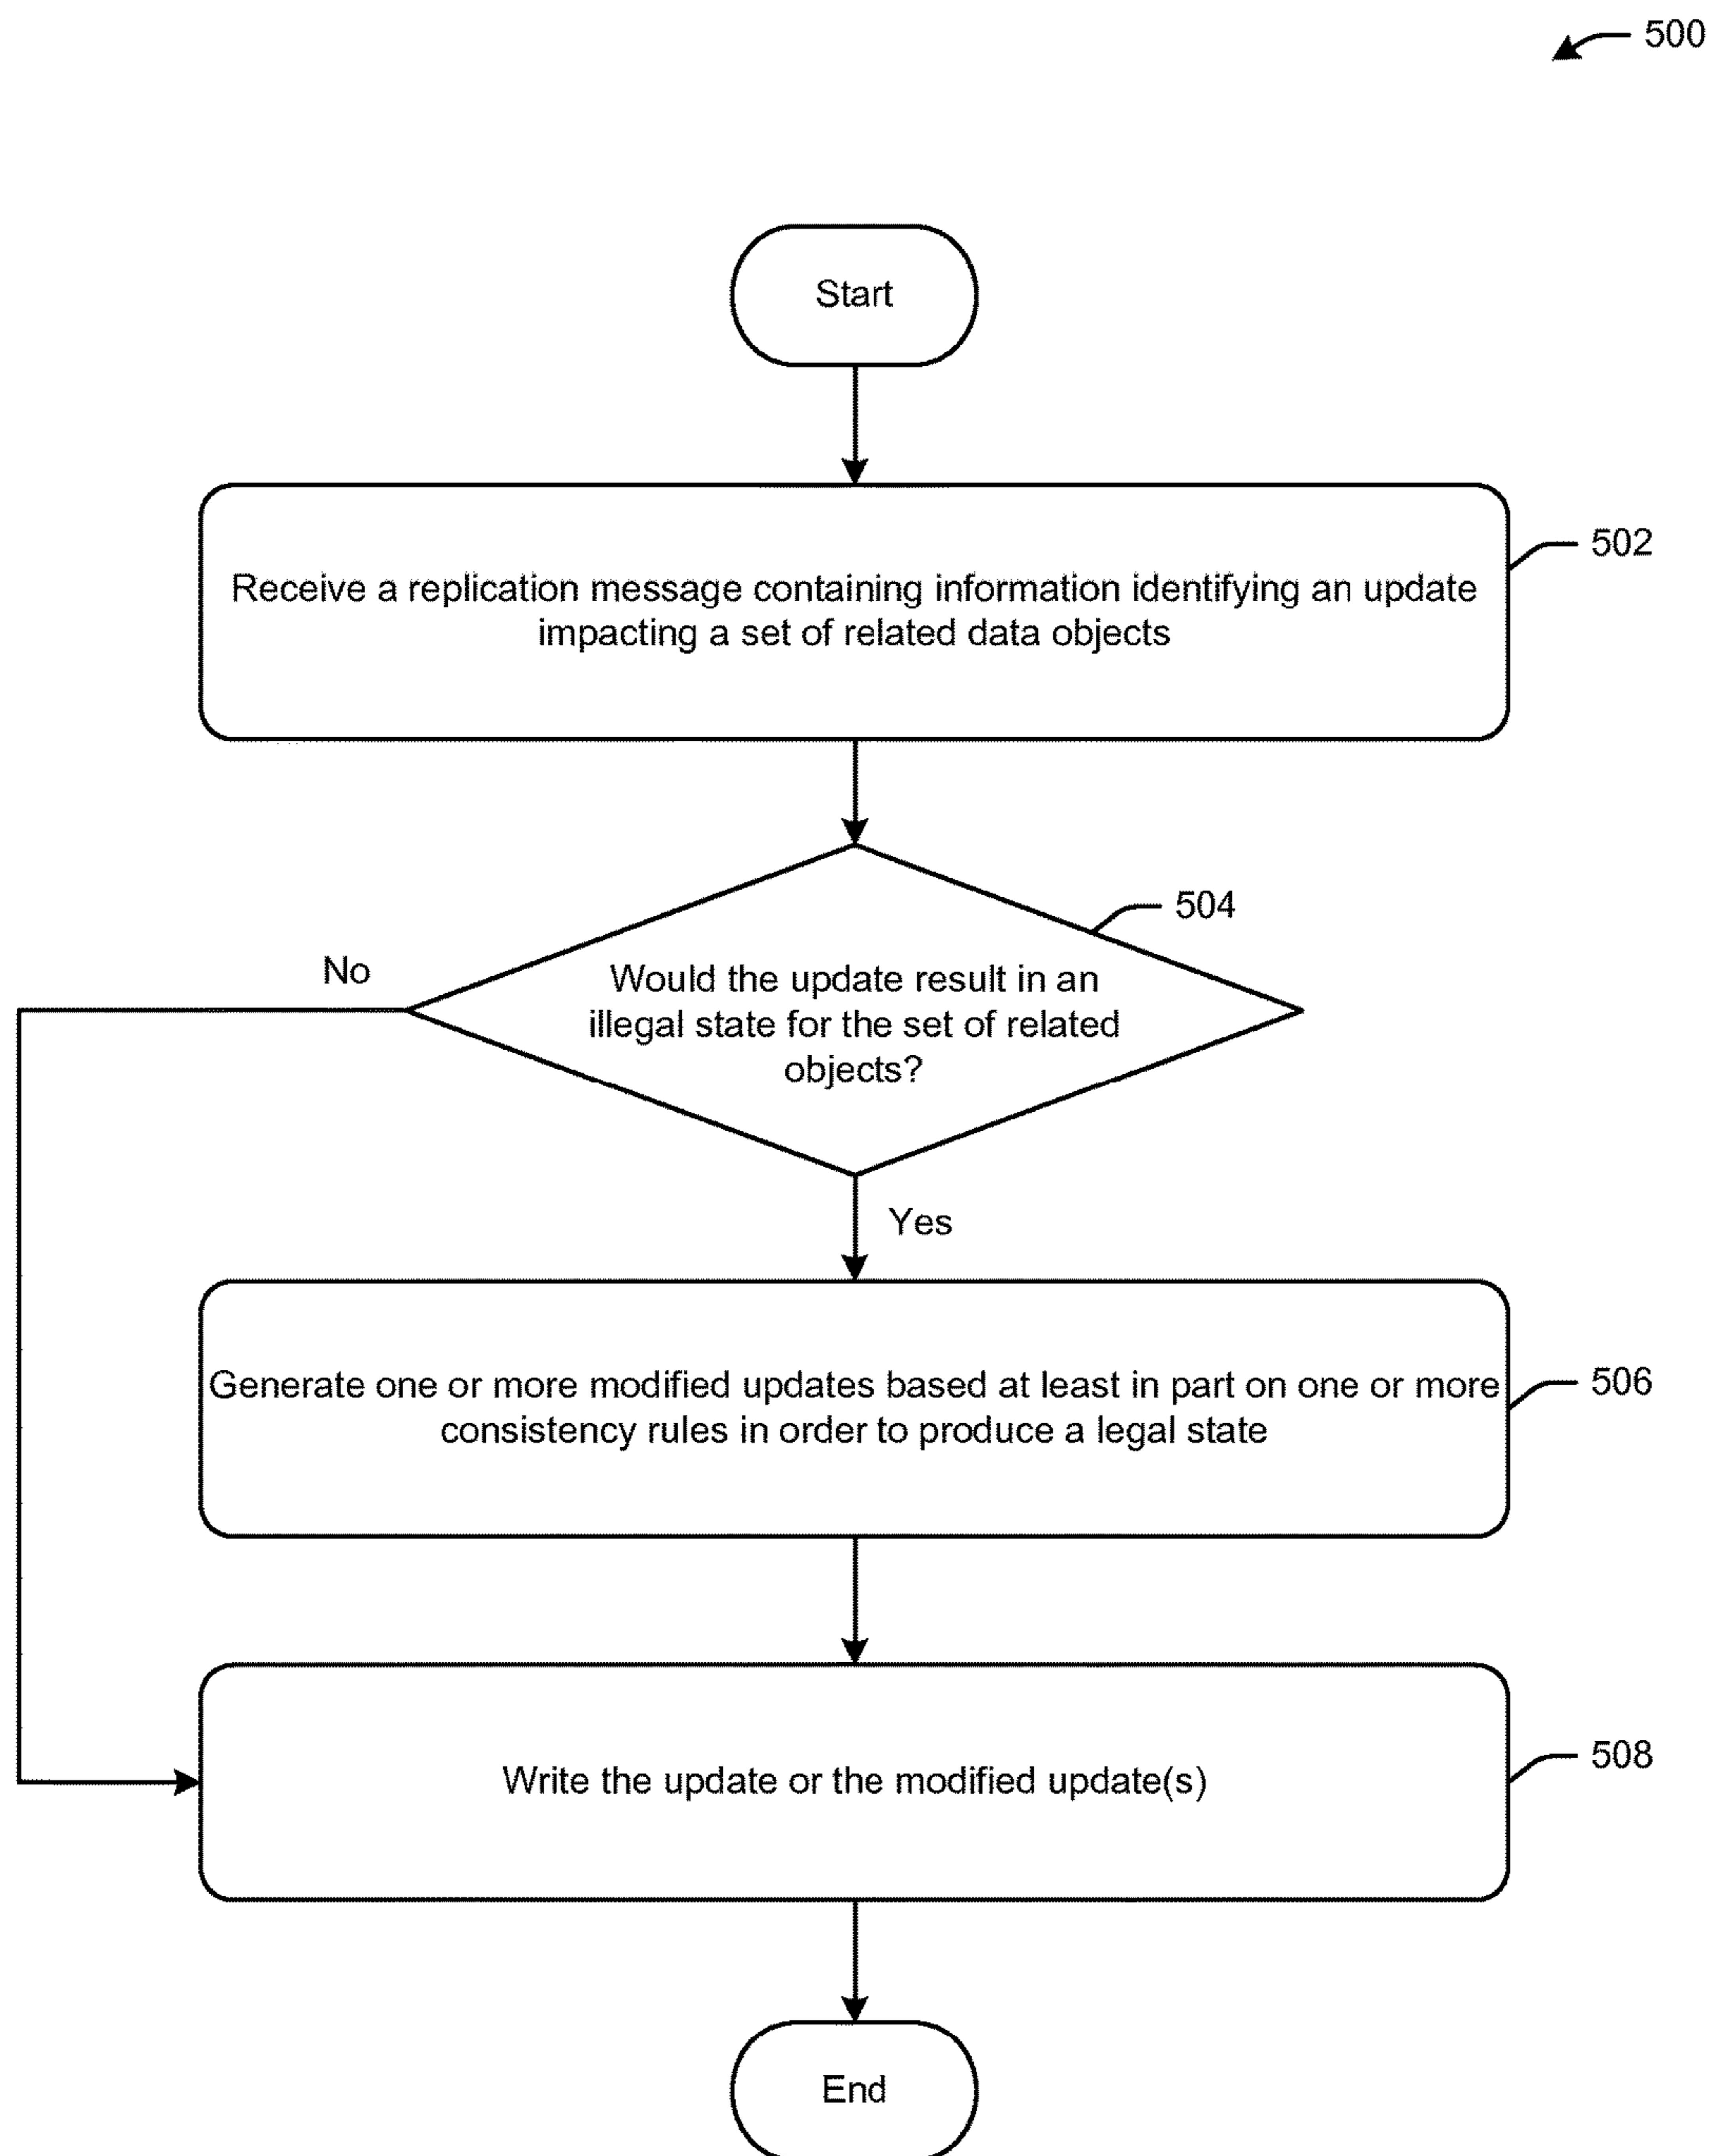 500
Start
502
Receive a replication message containing information identifying an update
impacting a set of related data objects
504
No
Would the update result in an
illegal state for the set of related
objects?
Yes
Generate one or more modified updates based at least in part on one or more
consistency rules in order to produce a legal state
506
Write the update or the modified update(s)
508
End